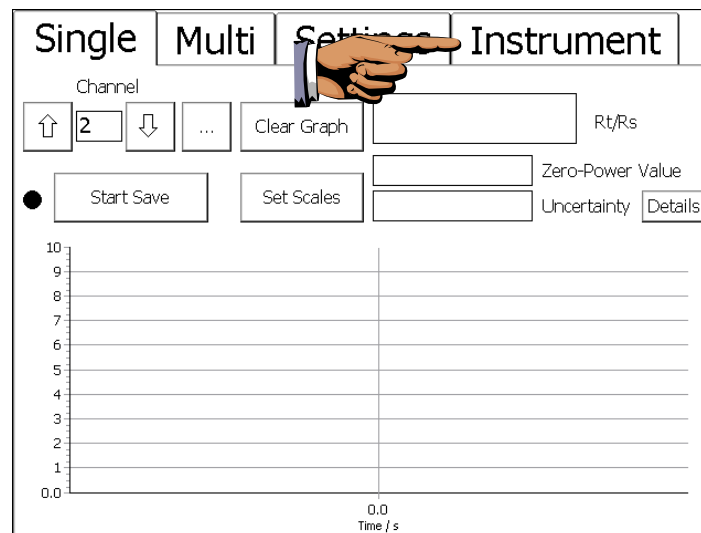 Single Multi Settings Instrument
Channel
2 ... Clear Graph Rt/Rs
Zero-Power Value
Start Save Set Scales Uncertainty Details
10
9
8
7
6
5
4
3
2
1
0.0
0.0
Time / s